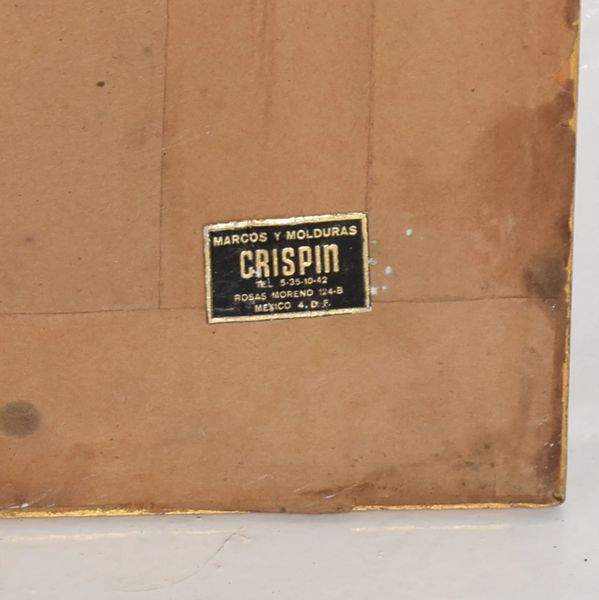 MARCOS Y MOLDURAS
CRISPIN
TEL 5-35-10-42
ROSAS MORENO 124-B
MEXICO 4, D. F.